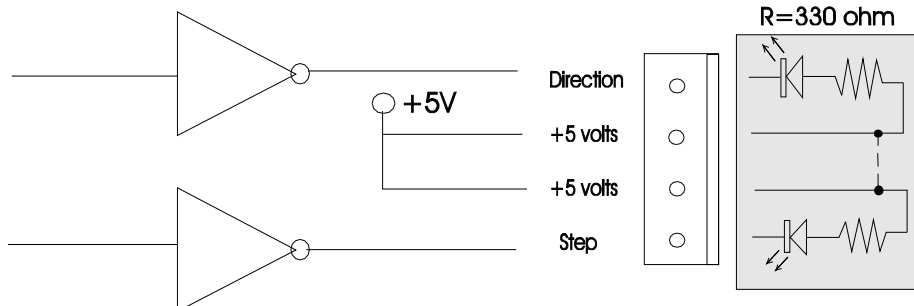 R=330 ohm
Direction
+5V
+5 volts
+5 volts
Step